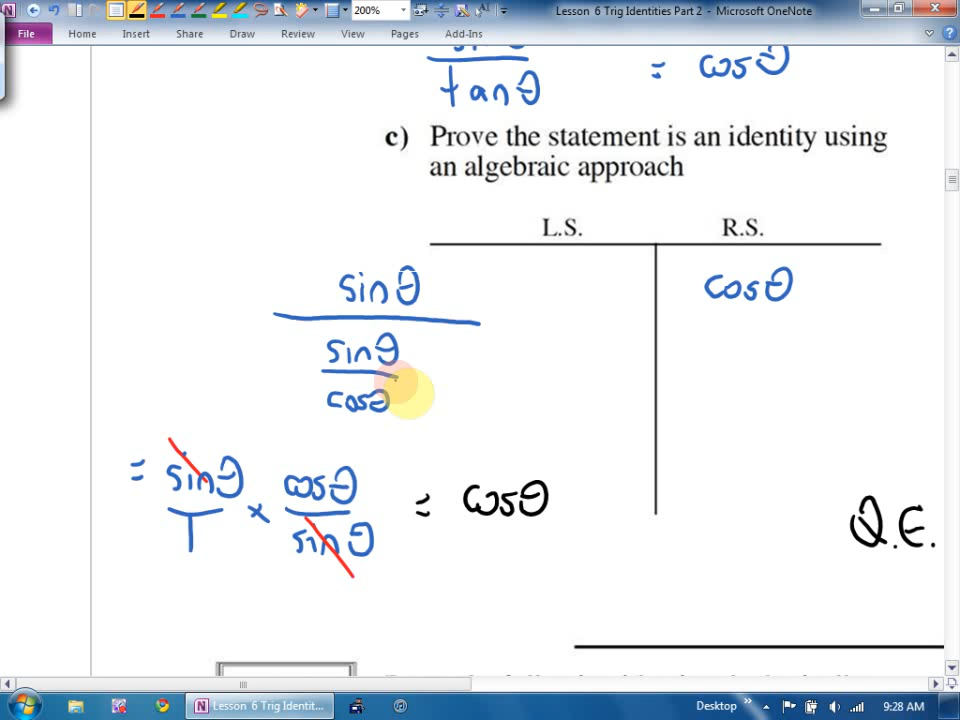 Lesson 6 Trig Identities Part 2 - Microsoft OneNote
200%
File Home Insert Share Draw Review View Pages Add-Ins
tanθ = cosθ
c) Prove the statement is an identity using
an algebraic approach
L.S. R.S.
sinθ cosθ
sinθ
cosθ
= sinθ × cosθ = cosθ
1 sinθ
Q.E.
Lesson 6 Trig Identit...
Desktop
9:28 AM